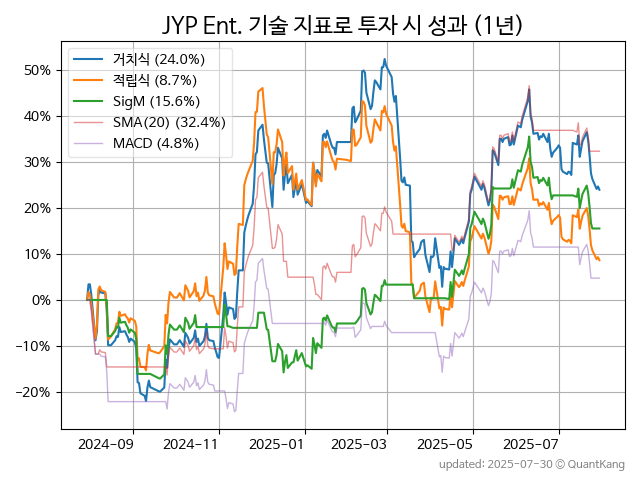 JYP Ent. 기술 지표로 투자 시 성과 (1년)
거치식 (24.0%)
적립식 (8.7%)
SigM (15.6%)
SMA(20) (32.4%)
MACD (4.8%)
50%
40%
30%
20%
10%
0%
−10%
−20%
2024-09 2024-11 2025-01 2025-03 2025-05 2025-07
updated: 2025-07-30 © QuantKang